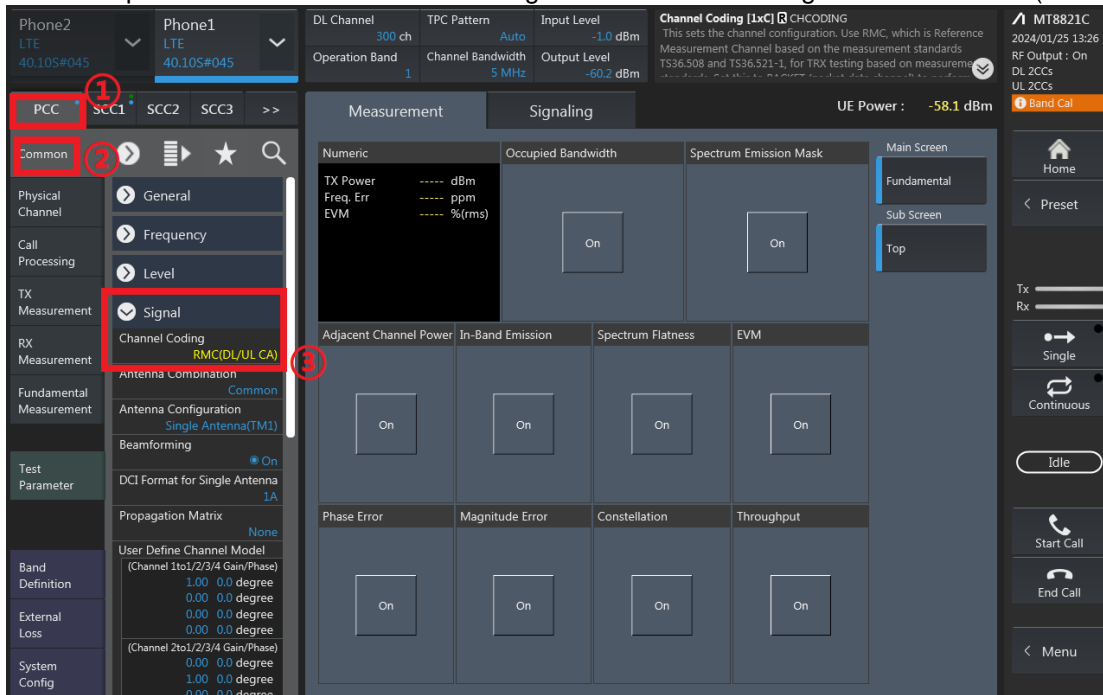 Phone2
LTE
40.10S#045
Phone1
LTE
40.10S#045
DL Channel
300 ch
TPC Pattern
Auto
Input Level
-1.0 dBm
Operation Band
1
Channel Bandwidth
5 MHz
Output Level
-60.2 dBm
Channel Coding [1xC] R CHCODING
This sets the channel configuration. Use RMC, which is Reference
Measurement Channel based on the measurement standards
TS36.508 and TS36.521-1, for TRX testing based on measureme
MT8821C
2024/01/25 13:26
RF Output : On
DL 2CCs
UL 2CCs
Band Cal
①
PCC SCC1 SCC2 SCC3 >>
Measurement
Signaling
UE Power : -58.1 dBm
Common
②
Physical
Channel
Call
Processing
TX
Measurement
RX
Measurement
Fundamental
Measurement
Test
Parameter
Band
Definition
External
Loss
System
Config
General
Frequency
Level
Signal
Channel Coding
RMC(DL/UL CA)
③
Antenna Combination
Common
Antenna Configuration
Single Antenna(TM1)
Beamforming
On
DCI Format for Single Antenna
1A
Propagation Matrix
None
User Define Channel Model
(Channel 1to1/2/3/4 Gain/Phase)
1.00 0.0 degree
0.00 0.0 degree
0.00 0.0 degree
0.00 0.0 degree
(Channel 2to1/2/3/4 Gain/Phase)
0.00 0.0 degree
1.00 0.0 degree
0.00 0.0 degree
Numeric
TX Power ----- dBm
Freq. Err ----- ppm
EVM ----- %(rms)
Occupied Bandwidth
On
Spectrum Emission Mask
On
Adjacent Channel Power
On
In-Band Emission
On
Spectrum Flatness
On
EVM
On
Phase Error
On
Magnitude Error
On
Constellation
On
Throughput
On
Main Screen
Fundamental
Sub Screen
Top
Home
< Preset
Tx
Rx
Single
Continuous
Idle
Start Call
End Call
< Menu